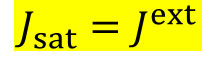 J_sat = J^ext